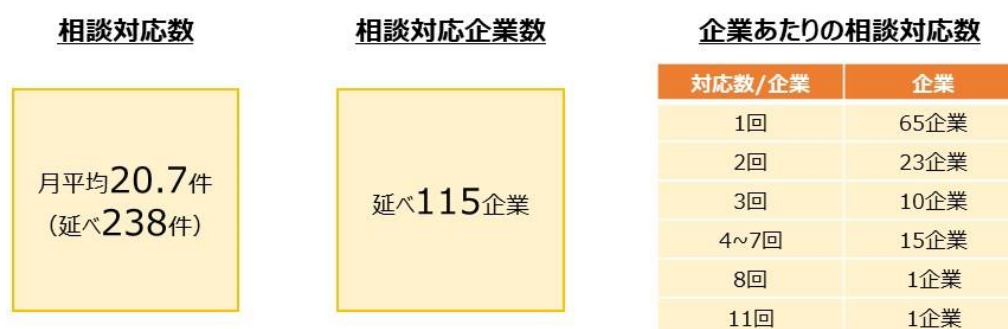 相談対応数
月平均20.7件
（延べ238件）
相談対応企業数
延べ115企業
企業あたりの相談対応数
対応数/企業 企業
1回 65企業
2回 23企業
3回 10企業
4~7回 15企業
8回 1企業
11回 1企業